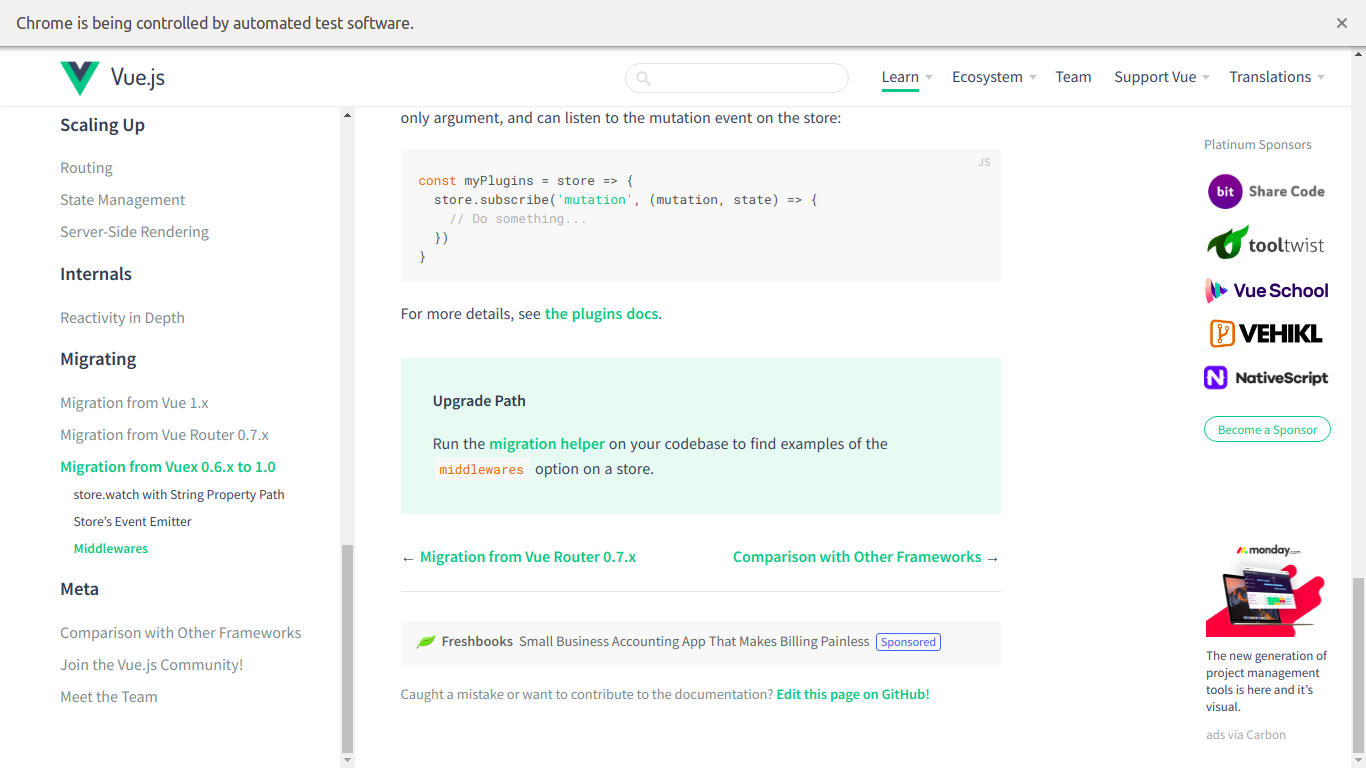 Chrome is being controlled by automated test software.
Vue.js
Learn
Ecosystem
Team
Support Vue
Translations
Scaling Up
Routing
State Management
Server-Side Rendering
Internals
Reactivity in Depth
Migrating
Migration from Vue 1.x
Migration from Vue Router 0.7.x
Migration from Vuex 0.6.x to 1.0
store.watch with String Property Path
Store’s Event Emitter
Middlewares
Meta
Comparison with Other Frameworks
Join the Vue.js Community!
Meet the Team
only argument, and can listen to the mutation event on the store:
JS
const myPlugins = store => {
  store.subscribe('mutation', (mutation, state) => {
    // Do something...
  })
}
For more details, see the plugins docs.
Upgrade Path
Run the migration helper on your codebase to find examples of the
middlewares option on a store.
← Migration from Vue Router 0.7.x
Comparison with Other Frameworks →
Freshbooks Small Business Accounting App That Makes Billing Painless Sponsored
Caught a mistake or want to contribute to the documentation? Edit this page on GitHub!
Platinum Sponsors
bit Share Code
tooltwist
Vue School
VEHIKL
NativeScript
Become a Sponsor
monday.com
The new generation of
project management
tools is here and it’s
visual.
ads via Carbon